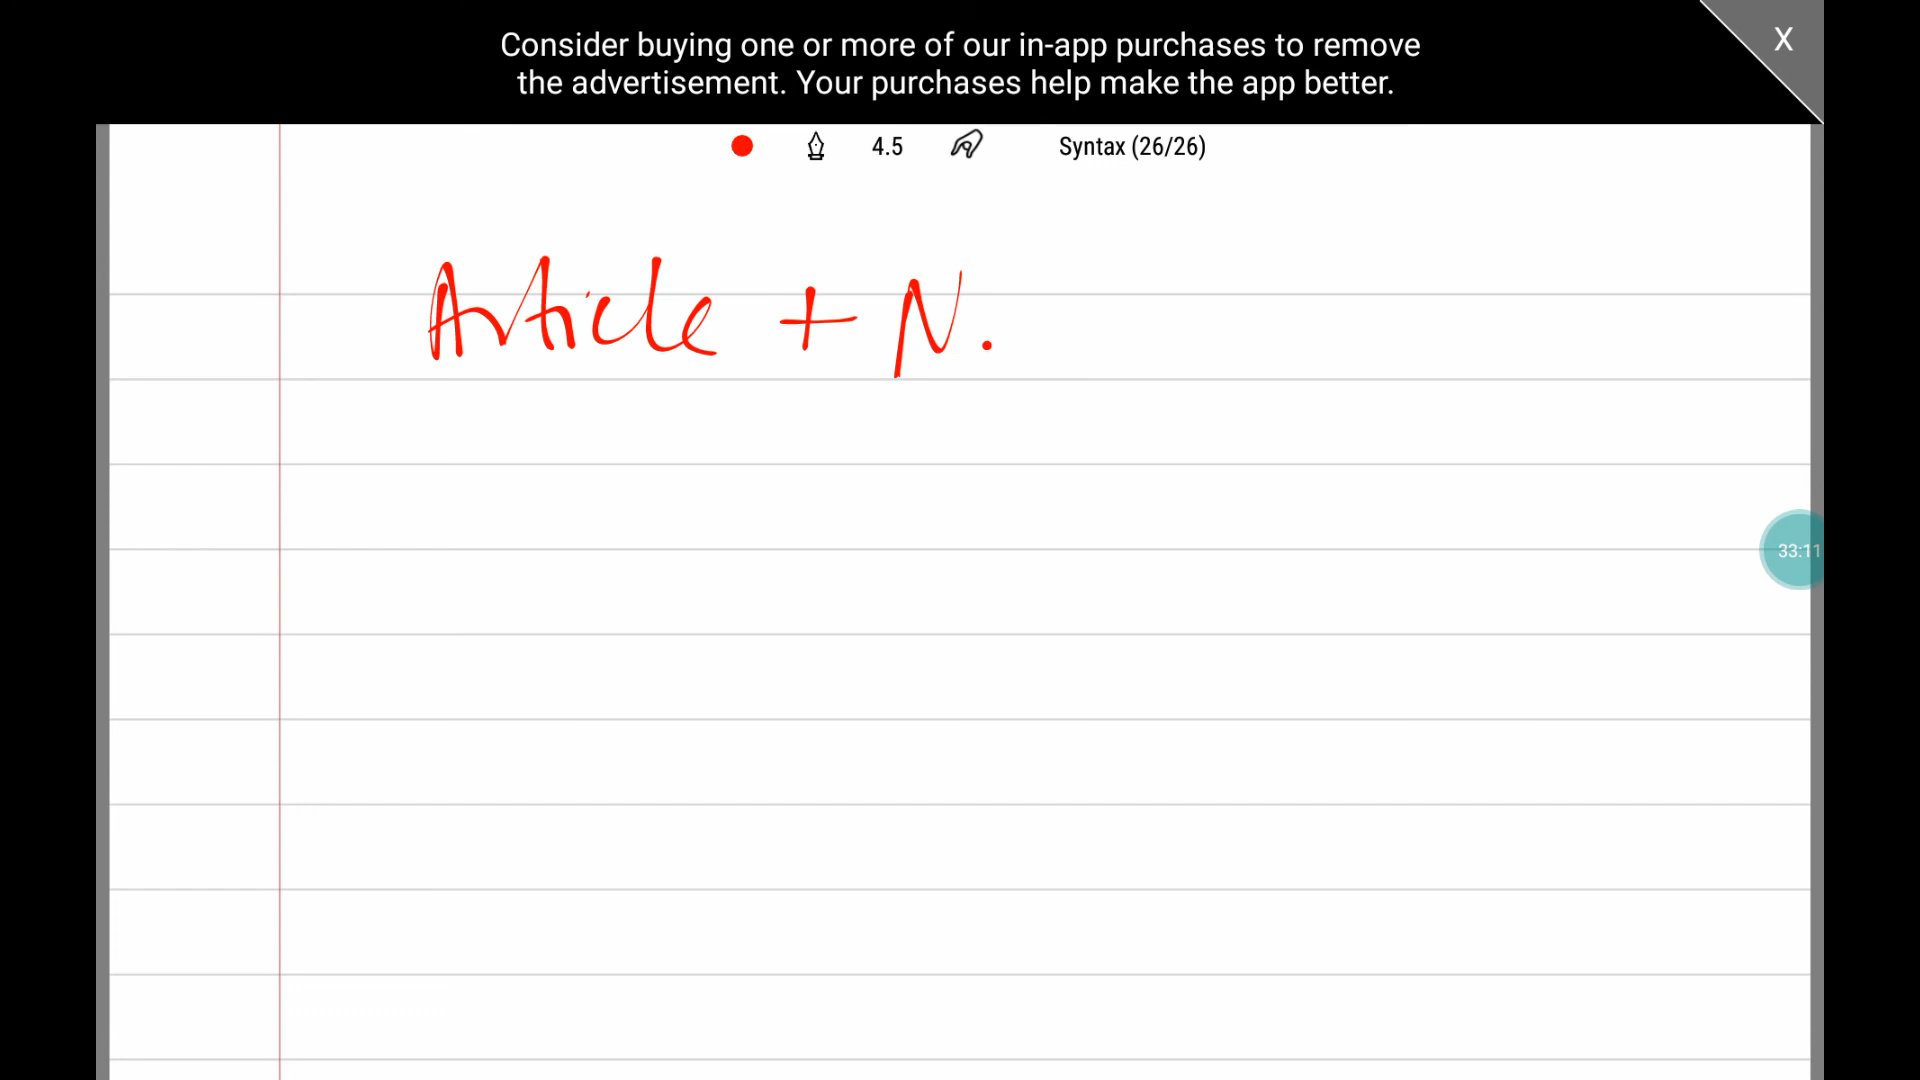 Consider buying one or more of our in-app purchases to remove
the advertisement. Your purchases help make the app better.
X
4.5 Syntax (26/26)
Article + N.
33:11